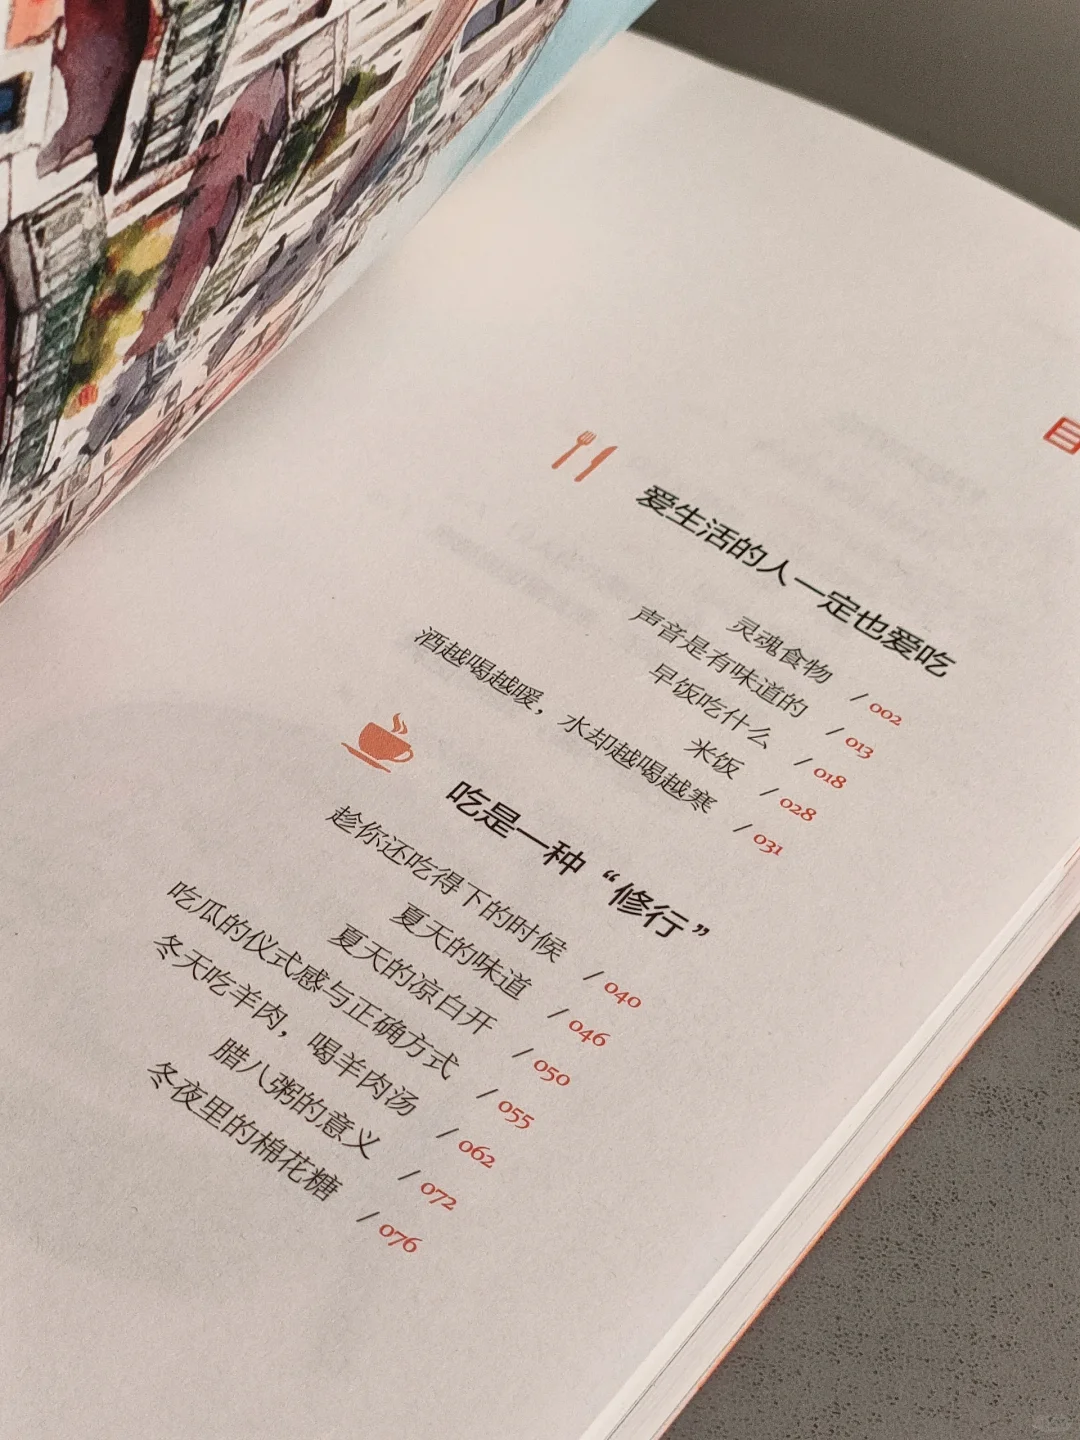 目
爱生活的人一定也爱吃
灵魂食物 / 002
声音是有味道的 / 013
早饭吃什么 / 018
米饭 / 028
酒越喝越暖，水却越喝越寒 / 031
吃是一种“修行”
趁你还吃得下的时候 / 040
夏天的味道 / 046
夏天的凉白开 / 050
吃瓜的仪式感与正确方式 / 055
冬天吃羊肉，喝羊肉汤 / 062
腊八粥的意义 / 072
冬夜里的棉花糖 / 076